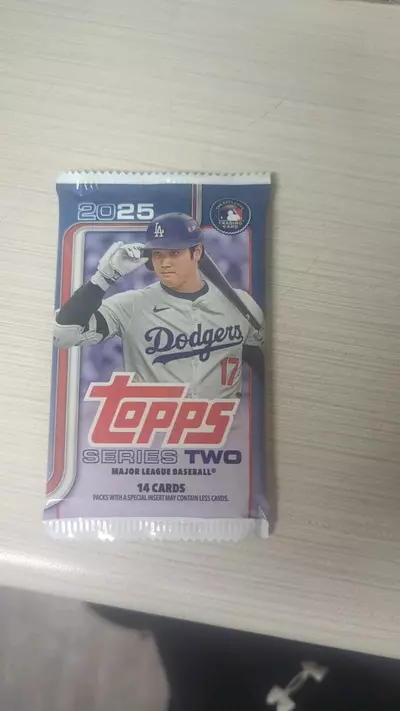 2025
LA
Dodgers
17
Topps
SERIES TWO
MAJOR LEAGUE BASEBALL®
14 CARDS
PACKS WITH A SPECIAL INSERT MAY CONTAIN LESS CARDS.